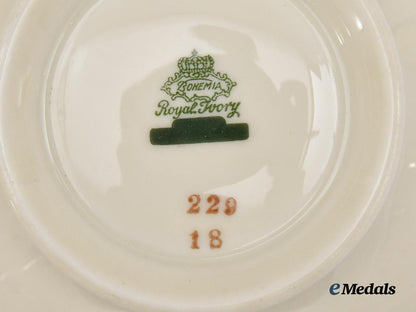 BOHEMIA
Royal Ivory
229
18
eMedals